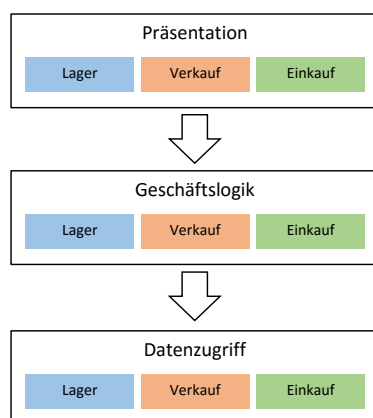 Präsentation
Lager Verkauf Einkauf
Geschäftslogik
Lager Verkauf Einkauf
Datenzugriff
Lager Verkauf Einkauf